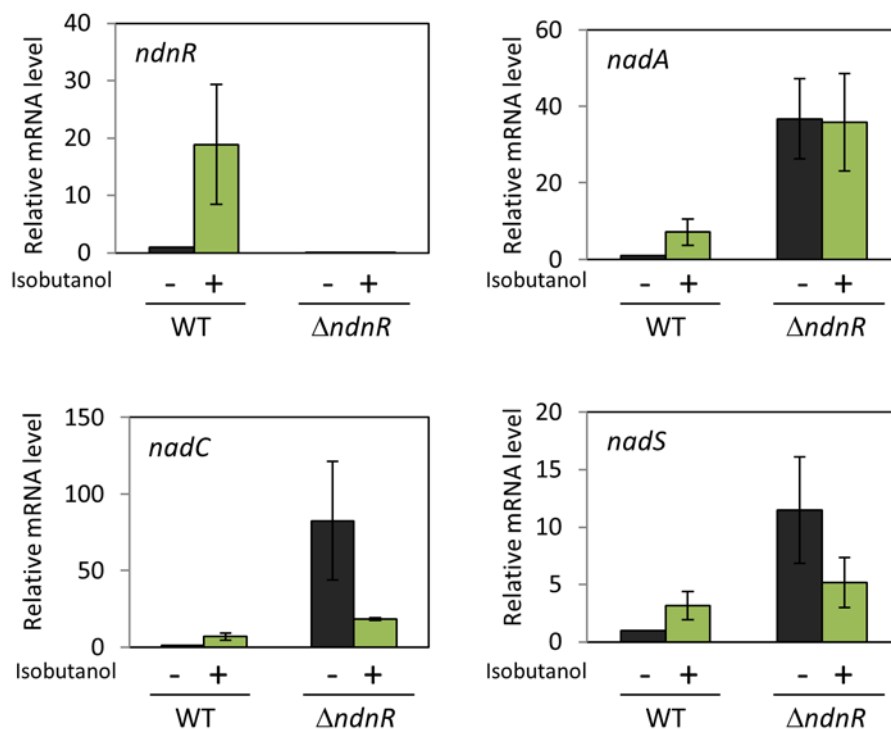 ndnR
Relative mRNA level
40
30
20
10
0
Isobutanol - + - +
WT ΔndnR
nadA
Relative mRNA level
60
40
20
0
- + - +
WT ΔndnR
nadC
Relative mRNA level
150
100
50
0
Isobutanol - + - +
WT ΔndnR
nadS
Relative mRNA level
20
15
10
5
0
Isobutanol - + - +
WT ΔndnR